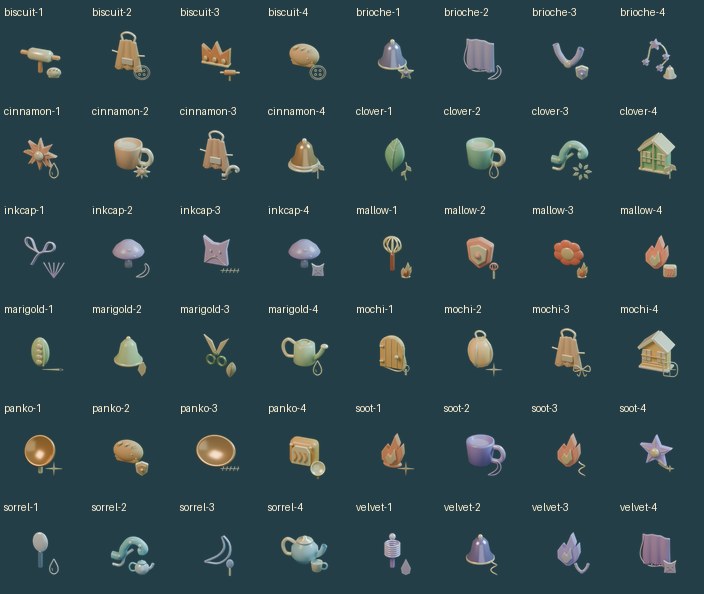 biscuit-1 biscuit-2 biscuit-3 biscuit-4 brioche-1 brioche-2 brioche-3 brioche-4
cinnamon-1 cinnamon-2 cinnamon-3 cinnamon-4 clover-1 clover-2 clover-3 clover-4
inkcap-1 inkcap-2 inkcap-3 inkcap-4 mallow-1 mallow-2 mallow-3 mallow-4
marigold-1 marigold-2 marigold-3 marigold-4 mochi-1 mochi-2 mochi-3 mochi-4
panko-1 panko-2 panko-3 panko-4 soot-1 soot-2 soot-3 soot-4
sorrel-1 sorrel-2 sorrel-3 sorrel-4 velvet-1 velvet-2 velvet-3 velvet-4